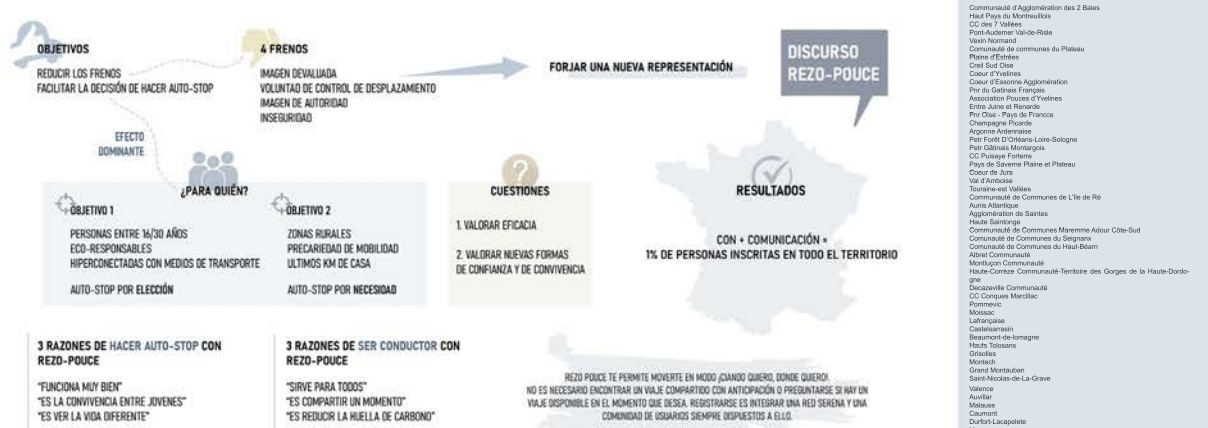 OBJETIVOS
REDUCIR LOS FRENOS
FACILITAR LA DECISIÓN DE HACER AUTO-STOP
4 FRENOS
IMAGEN DEVALUADA
VOLUNTAD DE CONTROL DE DESPLAZAMIENTO
IMAGEN DE AUTORIDAD
INSEGURIDAD
FORJAR UNA NUEVA REPRESENTACIÓN
DISCURSO
REZO-POUCE
EFECTO
DOMINANTE
¿PARA QUIÉN?
OBJETIVO 1
PERSONAS ENTRE 16/30 AÑOS
ECO-RESPONSABLES
HIPERCONECTADAS CON MEDIOS DE TRANSPORTE
AUTO-STOP POR ELECCIÓN
OBJETIVO 2
ZONAS RURALES
PRECARIEDAD DE MOBILIDAD
ULTIMOS KM DE CASA
AUTO-STOP POR NECESIDAD
?
CUESTIONES
1. VALORAR EFICACIA
2. VALORAR NUEVAS FORMAS
DE CONFIANZA Y DE CONVIVENCIA
RESULTADOS
CON + COMUNICACIÓN =
1% DE PERSONAS INSCRITAS EN TODO EL TERRITORIO
3 RAZONES DE HACER AUTO-STOP CON
REZO-POUCE
"FUNCIONA MUY BIEN"
"ES LA CONVIVENCIA ENTRE JOVENES"
"ES VER LA VIDA DIFERENTE"
3 RAZONES DE SER CONDUCTOR CON
REZO-POUCE
"SIRVE PARA TODOS"
"ES COMPARTIR UN MOMENTO"
"ES REDUCIR LA HUELLA DE CARBONO"
REZO POUCE TE PERMITE MOVERTE EN MODO ¡CIANDO QUIERO, DONDE QUIERO!.
NO ES NECESARIO ENCONTRAR UN VIAJE COMPARTIDO CON ANTICIPACIÓN O PREGUNTARSE SI HAY UN
VIAJE DISPONIBLE EN EL MOMENTO QUE DESEA. REGISTRARSE ES INTEGRAR UNA RED SERENA Y UNA
COMUNIDAD DE USUARIOS SIEMPRE DISPUESTOS A ELLO.
Communauté d'Agglomération des 2 Baies
Haut Pays du Montreuillois
CC des 7 Vallées
Pont-Audemer Val-de-Risle
Vexin Normand
Comunauté de communes du Plateau
Plaine d'Estrées
Creil Sud Oise
Coeur d'Yvelines
Coeur d'Essonne Agglomération
Pnr du Gatinais Français
Association Pouces d'Yvelines
Entre Juine et Renarde
Pnr Oise - Pays de Francce
Champagne Picarde
Argonne Ardennaise
Petr Forêt D'Orléans-Loire-Sologne
Petr Gâtinais Montargois
CC Puisaye Forterre
Pays de Saverne Plaine et Plateau
Coeur de Jura
Val d'Amboise
Touraine-est Vallées
Communauté de Communes de L'Île de Ré
Aunis Atlantique
Agglomération de Saintes
Haute Saintonge
Communauté de Communes Maremme Adour Côte-Sud
Comunauté de Communes du Seignanx
Comunauté de Communes du Haut-Béarn
Albret Communauté
Montluçon Communauté
Haute-Corrèze Communauté-Territoire des Gorges de la Haute-Dordo-
gne
Decazeville Communauté
CC Conques Marcillac
Pommevic
Moissac
Lafrançaise
Castelsarrasin
Beaumont-de-lomagne
Hauts Tolosans
Grisolles
Montech
Grand Montauban
Saint-Nicolas-de-La-Grave
Valence
Auvillar
Malause
Caumont
Durfort-Lacapelete